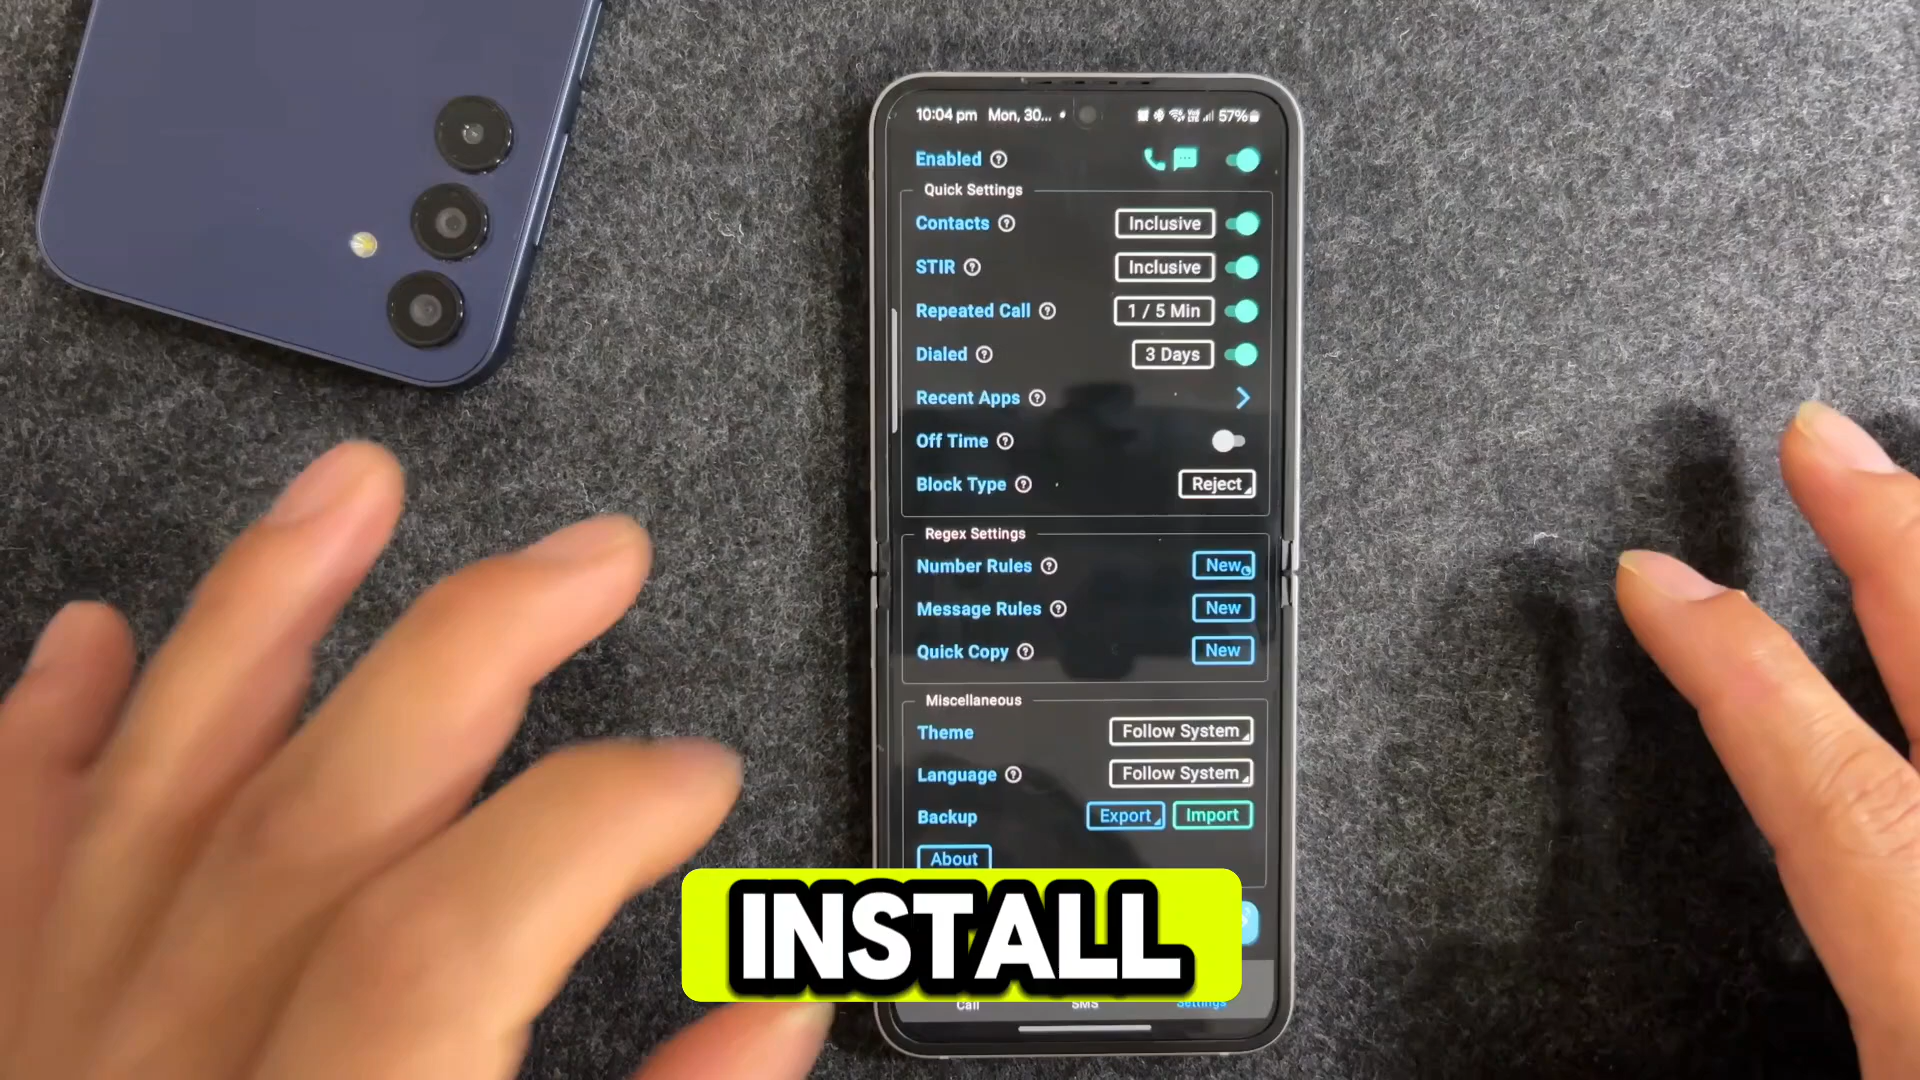 10:04 pm Mon, 30... 57%
Enabled
Quick Settings
Contacts Inclusive
STIR Inclusive
Repeated Call 1 / 5 Min
Dialed 3 Days
Recent Apps
Off Time
Block Type Reject
Regex Settings
Number Rules New
Message Rules New
Quick Copy New
Miscellaneous
Theme Follow System
Language Follow System
Backup Export Import
About
INSTALL
Call SMS Settings